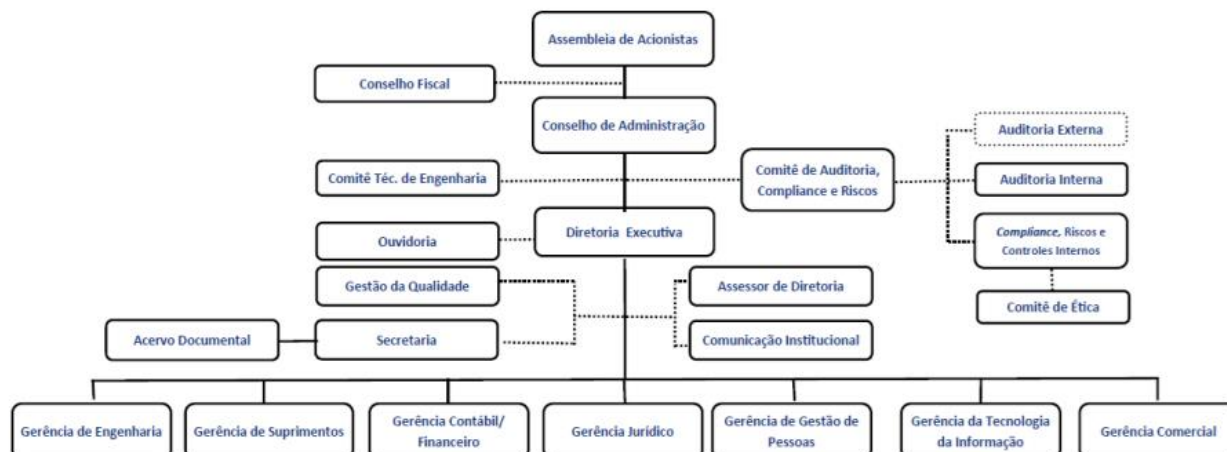 Assembleia de Acionistas
Conselho Fiscal
Conselho de Administração
Auditoria Externa
Comitê Téc. de Engenharia
Comitê de Auditoria,
Compliance e Riscos
Auditoria Interna
Ouvidoria
Diretoria Executiva
Compliance, Riscos e
Controles Internos
Gestão da Qualidade
Assessor de Diretoria
Comitê de Ética
Acervo Documental
Secretaria
Comunicação Institucional
Gerência de Engenharia
Gerência de Suprimentos
Gerência Contábil/
Financeiro
Gerência Jurídico
Gerência de Gestão de
Pessoas
Gerência da Tecnologia
da Informação
Gerência Comercial